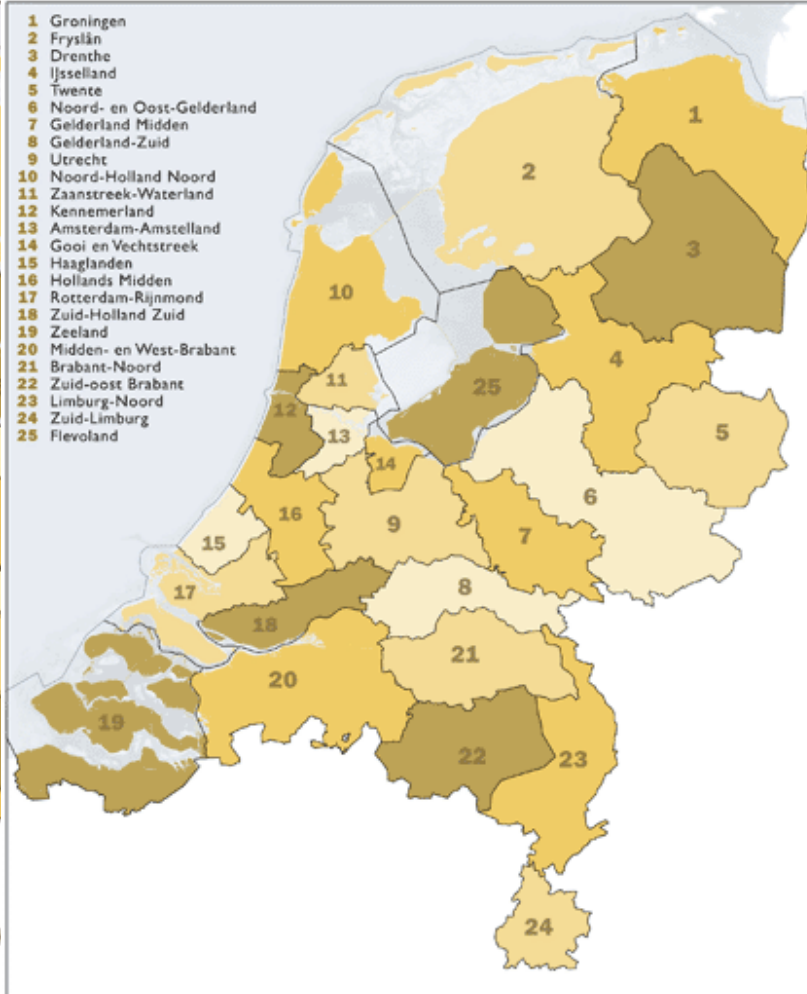 1 Groningen
2 Fryslân
3 Drenthe
4 IJsselland
5 Twente
6 Noord- en Oost-Gelderland
7 Gelderland Midden
8 Gelderland-Zuid
9 Utrecht
10 Noord-Holland Noord
11 Zaanstreek-Waterland
12 Kennemerland
13 Amsterdam-Amstelland
14 Gooi en Vechtstreek
15 Haaglanden
16 Hollands Midden
17 Rotterdam-Rijnmond
18 Zuid-Holland Zuid
19 Zeeland
20 Midden- en West-Brabant
21 Brabant-Noord
22 Zuid-oost Brabant
23 Limburg-Noord
24 Zuid-Limburg
25 Flevoland
1
2
3
10
4
11
25
12
13
5
14
6
16
9
7
15
8
17
18
21
20
19
22
23
24